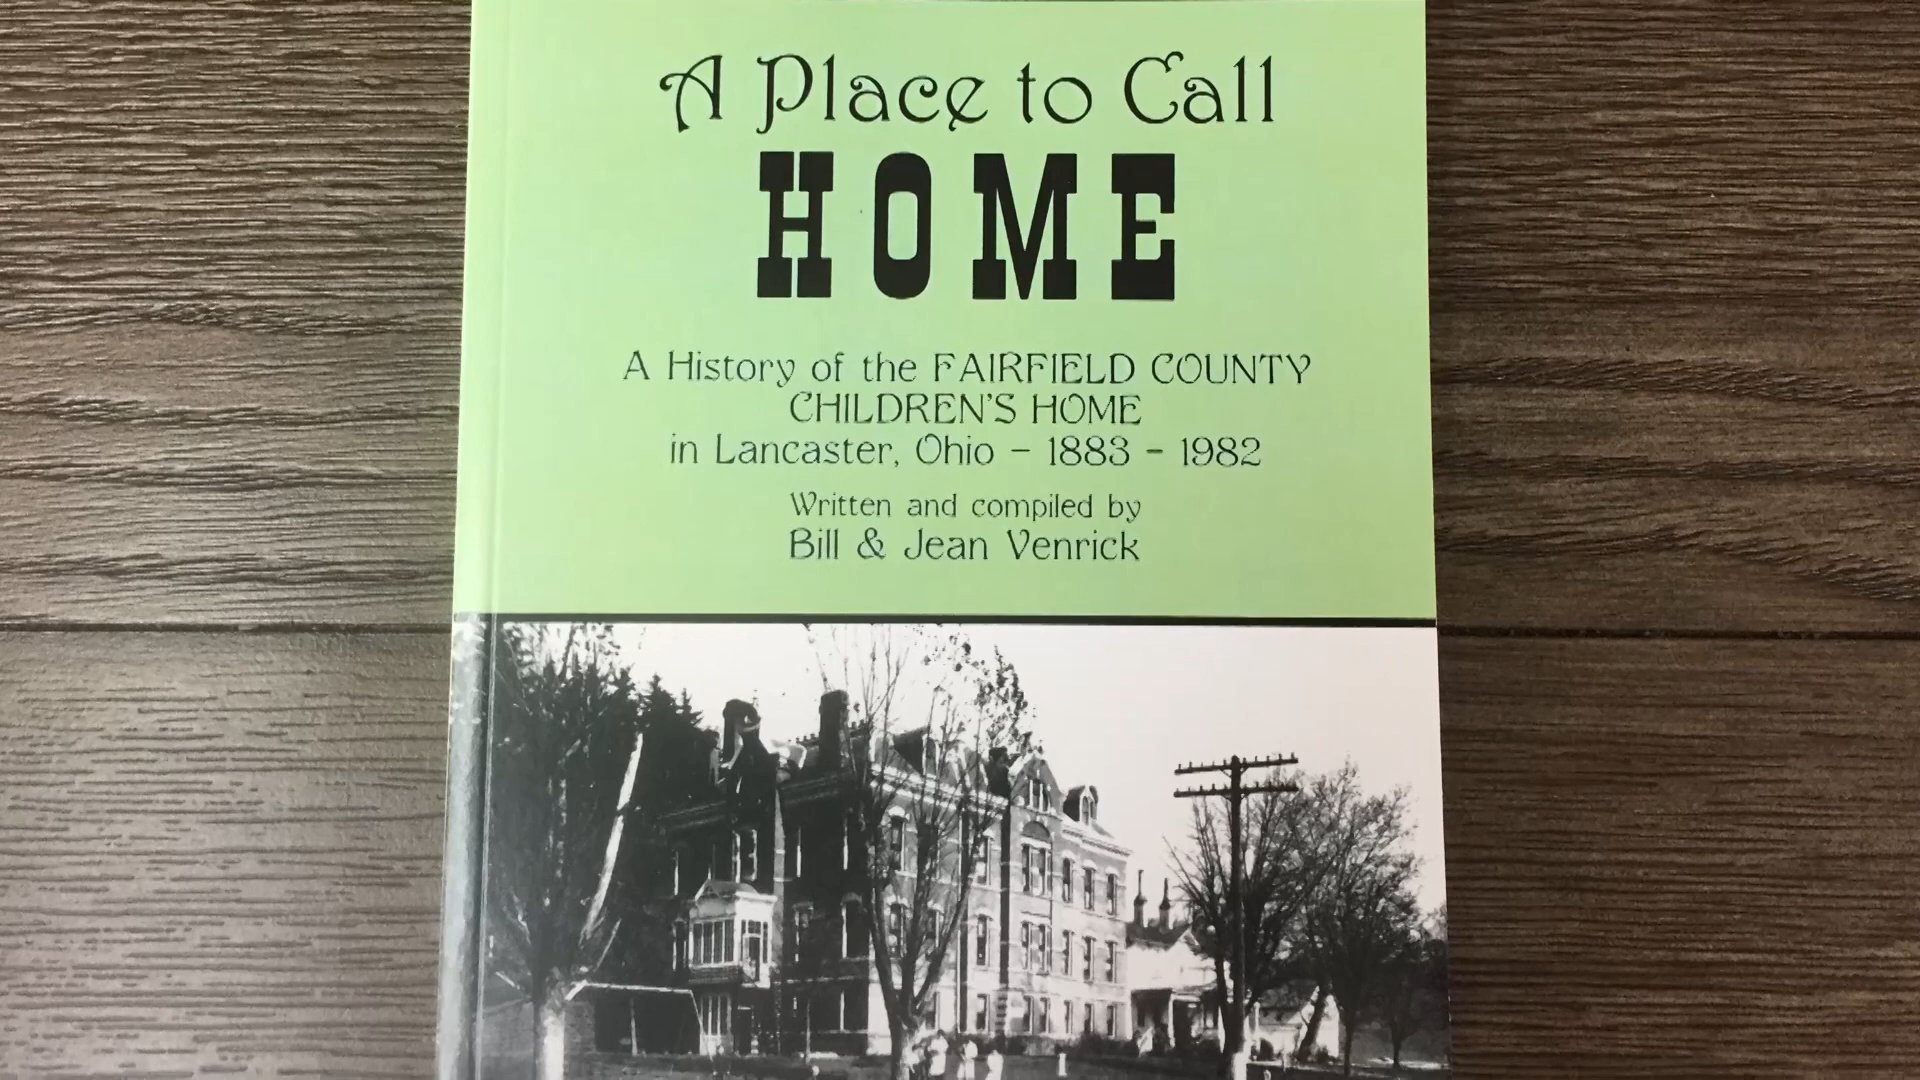 A Place to Call
HOME
A History of the FAIRFIELD COUNTY
CHILDREN'S HOME
in Lancaster, Ohio – 1883 - 1982
Written and compiled by
Bill & Jean Venrick